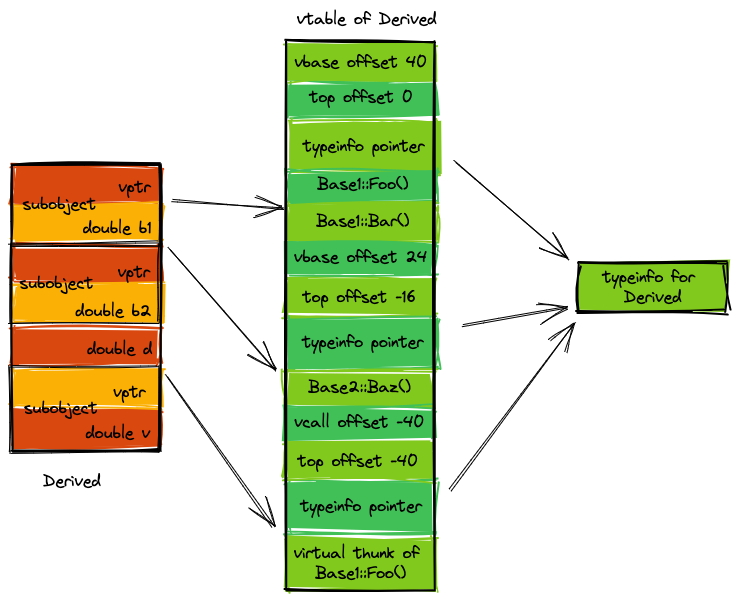 vtable of Derived
vbase offset 40
top offset 0
typeinfo pointer
Base1::Foo()
Base1::Bar()
vbase offset 24
top offset -16
typeinfo pointer
Base2::Baz()
vcall offset -40
top offset -40
typeinfo pointer
virtual thunk of
Base1::Foo()
vptr
subobject
double b1
vptr
subobject
double b2
double d
vptr
subobject
double v
Derived
typeinfo for
Derived